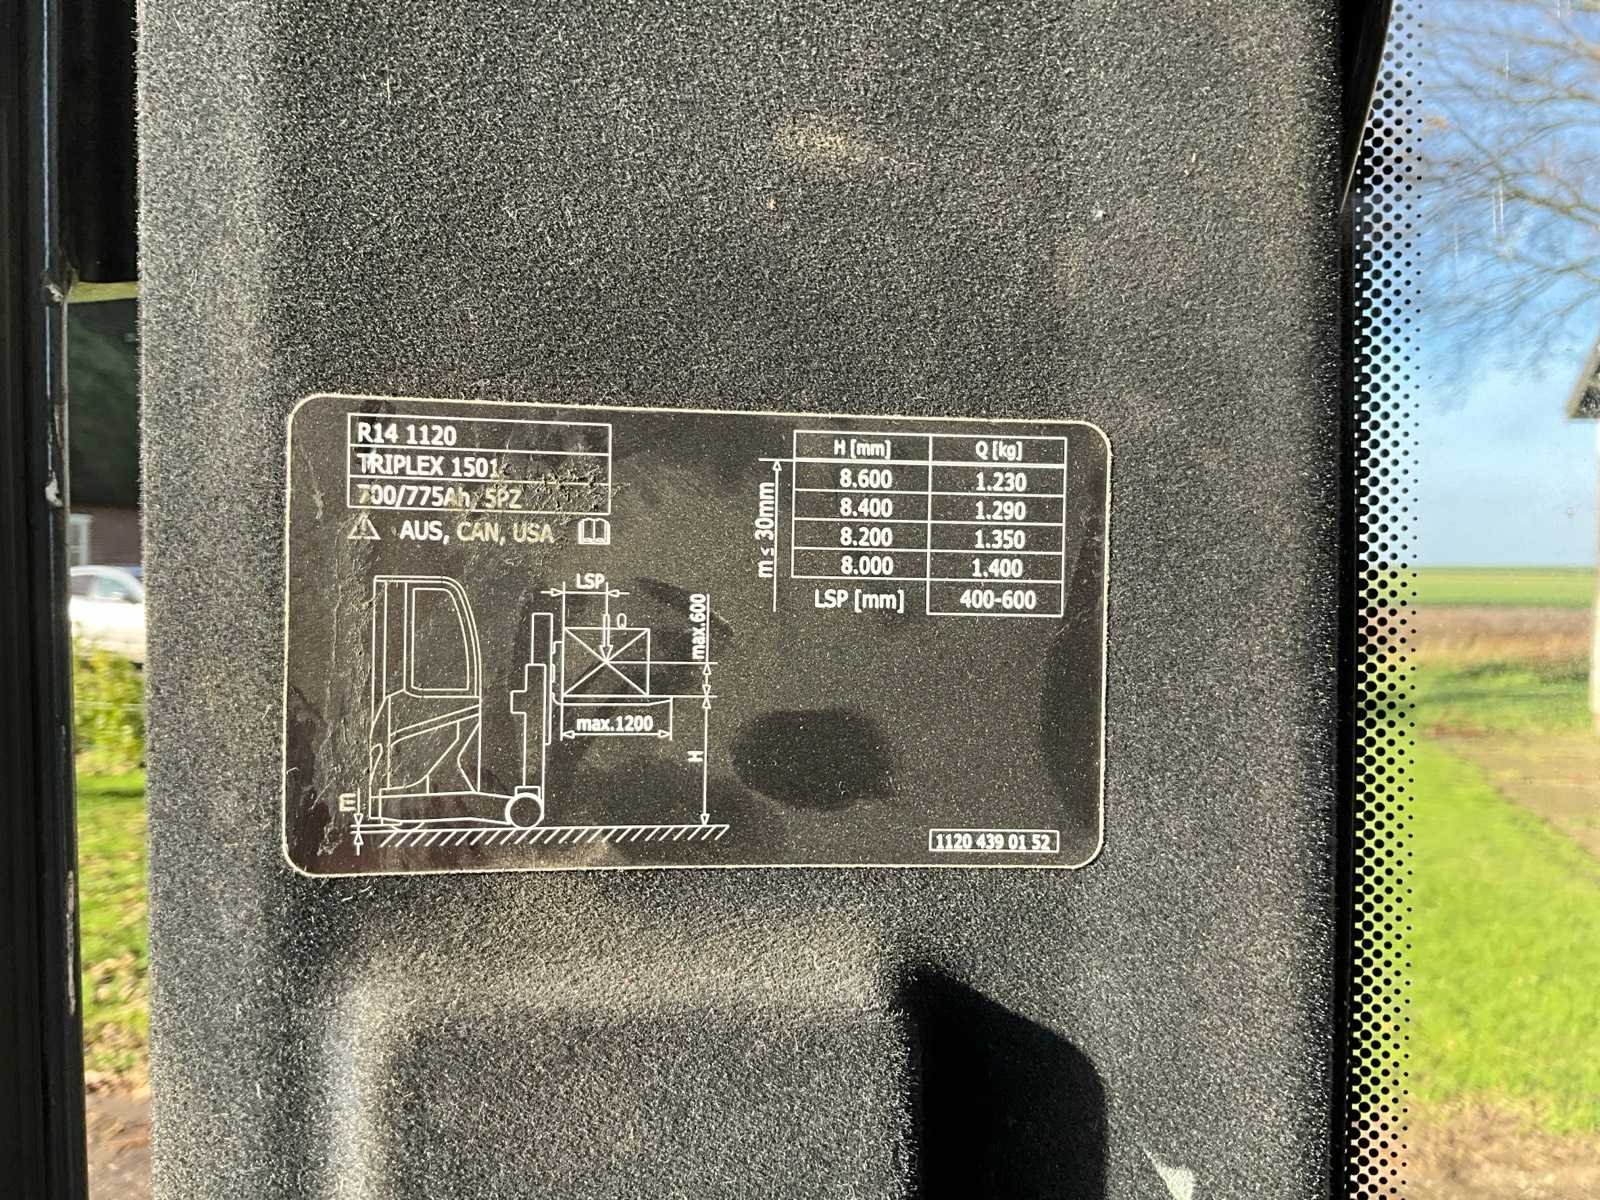 R14 1120
TRIPLEX 1501
700/775Ah, 5PZ
AUS, CAN, USA
H [mm] Q [kg]
8.600 1.230
8.400 1.290
8.200 1.350
8.000 1.400
LSP [mm] 400-600
m ≤ 30mm
LSP
Q
max.600
max.1200
H
E
1120 439 01 52